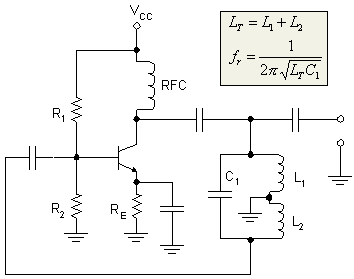 V_CC
L_T = L_1 + L_2
f_r = 1 / 2π√(L_T C_1)
RFC
R_1
C_1
L_1
R_2
R_E
L_2